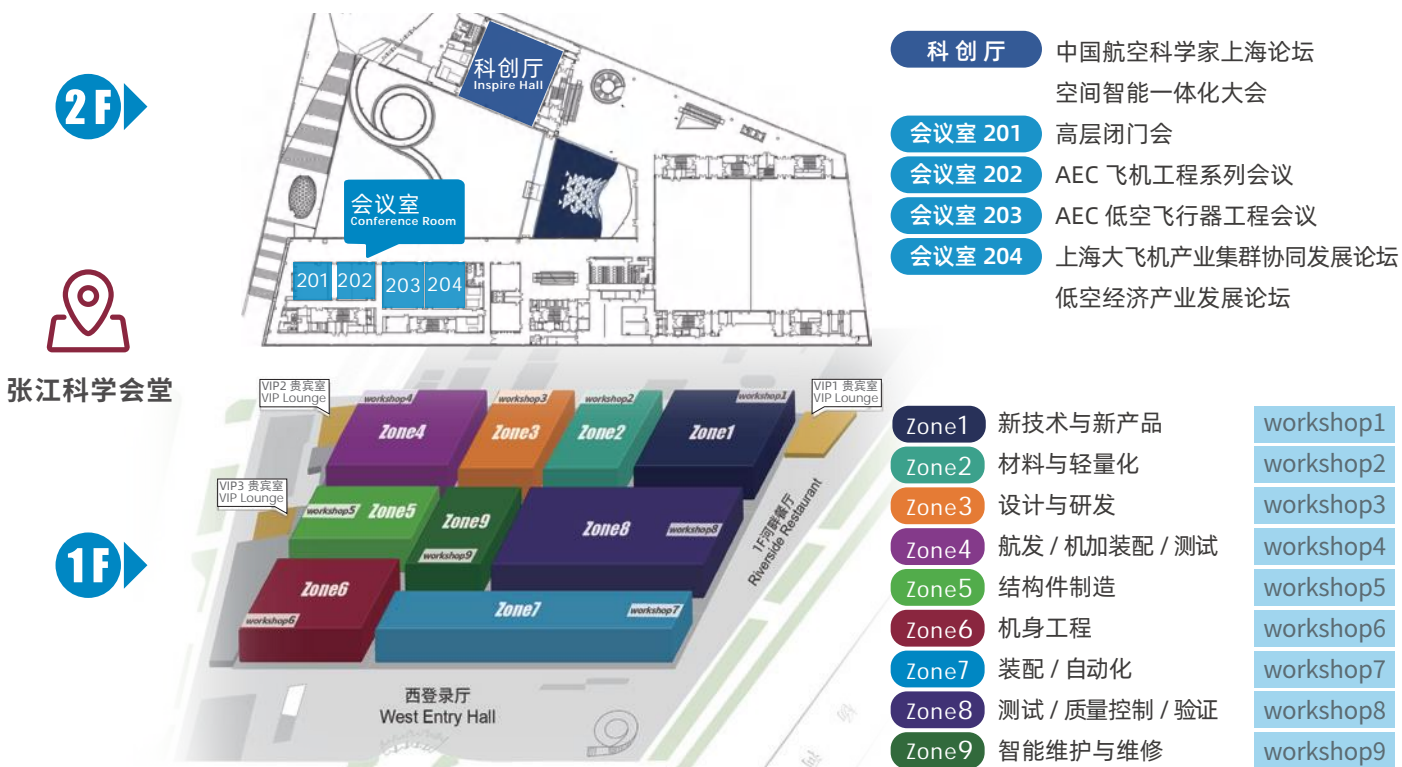 2F
科创厅
Inspire Hall
会议室
Conference Room
201
202
203
204
科创厅
中国航空科学家上海论坛
空间智能一体化大会
会议室 201
高层闭门会
会议室 202
AEC 飞机工程系列会议
会议室 203
AEC 低空飞行器工程会议
会议室 204
上海大飞机产业集群协同发展论坛
低空经济产业发展论坛
张江科学会堂
1F
VIP2 贵宾室
VIP Lounge
VIP1 贵宾室
VIP Lounge
VIP3 贵宾室
VIP Lounge
workshop4
Zone4
workshop3
Zone3
workshop2
Zone2
workshop1
Zone1
workshop5
Zone5
Zone9
workshop9
Zone8
workshop8
Zone6
workshop6
Zone7
workshop7
1F河畔餐厅
Riverside Restaurant
西登录厅
West Entry Hall
Zone1 新技术与新产品 workshop1
Zone2 材料与轻量化 workshop2
Zone3 设计与研发 workshop3
Zone4 航发 / 机加装配 / 测试 workshop4
Zone5 结构件制造 workshop5
Zone6 机身工程 workshop6
Zone7 装配 / 自动化 workshop7
Zone8 测试 / 质量控制 / 验证 workshop8
Zone9 智能维护与维修 workshop9